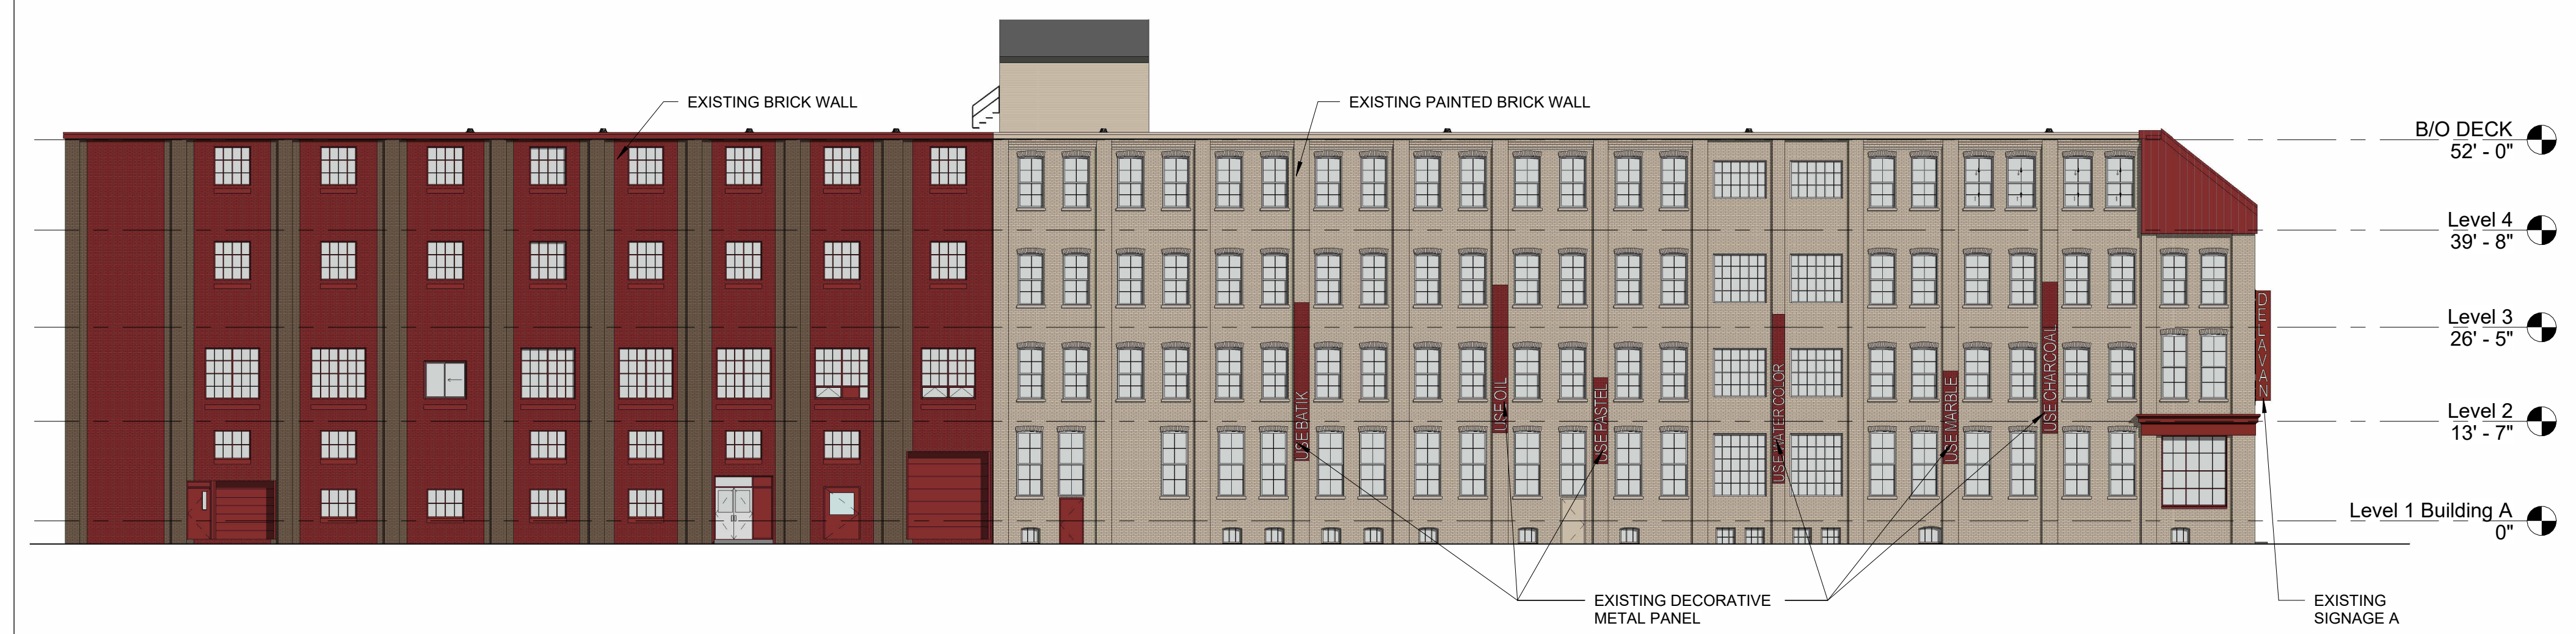 EXISTING BRICK WALL
EXISTING PAINTED BRICK WALL
B/O DECK
52' - 0"
Level 4
39' - 8"
Level 3
26' - 5"
Level 2
13' - 7"
Level 1 Building A
0"
USE BATIK
USE OIL
USE PASTEL
USE WATERCOLOR
USE MARBLE
USE CHARCOAL
DELAVAN
EXISTING DECORATIVE
METAL PANEL
EXISTING
SIGNAGE A